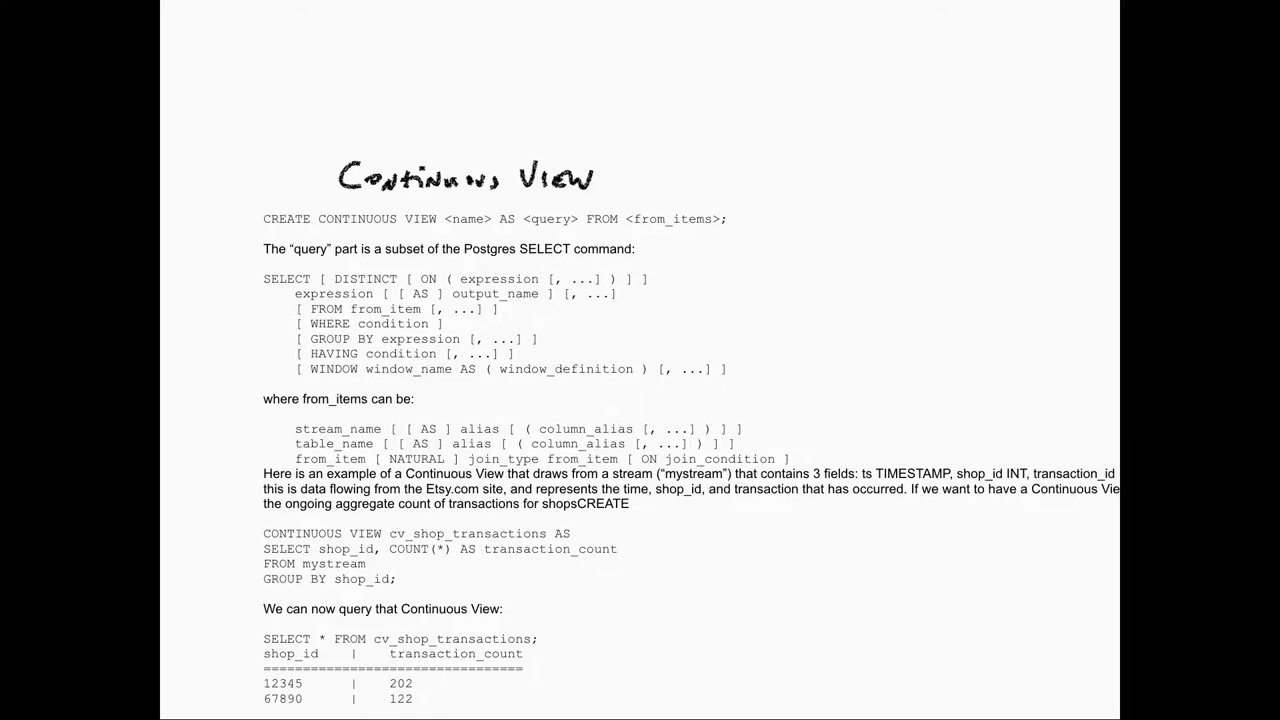 Continuous View
CREATE CONTINUOUS VIEW <name> AS <query> FROM <from_items>;
The “query” part is a subset of the Postgres SELECT command:
SELECT [ DISTINCT [ ON ( expression [, ...] ) ] ]
expression [ [ AS ] output_name ] [, ...]
[ FROM from_item [, ...] ]
[ WHERE condition ]
[ GROUP BY expression [, ...] ]
[ HAVING condition [, ...] ]
[ WINDOW window_name AS ( window_definition ) [, ...] ]
where from_items can be:
stream_name [ [ AS ] alias [ ( column_alias [, ...] ) ] ]
table_name [ [ AS ] alias [ ( column_alias [, ...] ) ] ]
from_item [ NATURAL ] join_type from_item [ ON join_condition ]
Here is an example of a Continuous View that draws from a stream (“mystream”) that contains 3 fields: ts TIMESTAMP, shop_id INT, transaction_id
this is data flowing from the Etsy.com site, and represents the time, shop_id, and transaction that has occurred. If we want to have a Continuous Vie
the ongoing aggregate count of transactions for shopsCREATE
CONTINUOUS VIEW cv_shop_transactions AS
SELECT shop_id, COUNT(*) AS transaction_count
FROM mystream
GROUP BY shop_id;
We can now query that Continuous View:
SELECT * FROM cv_shop_transactions;
shop_id | transaction_count
=================================
12345 | 202
67890 | 122